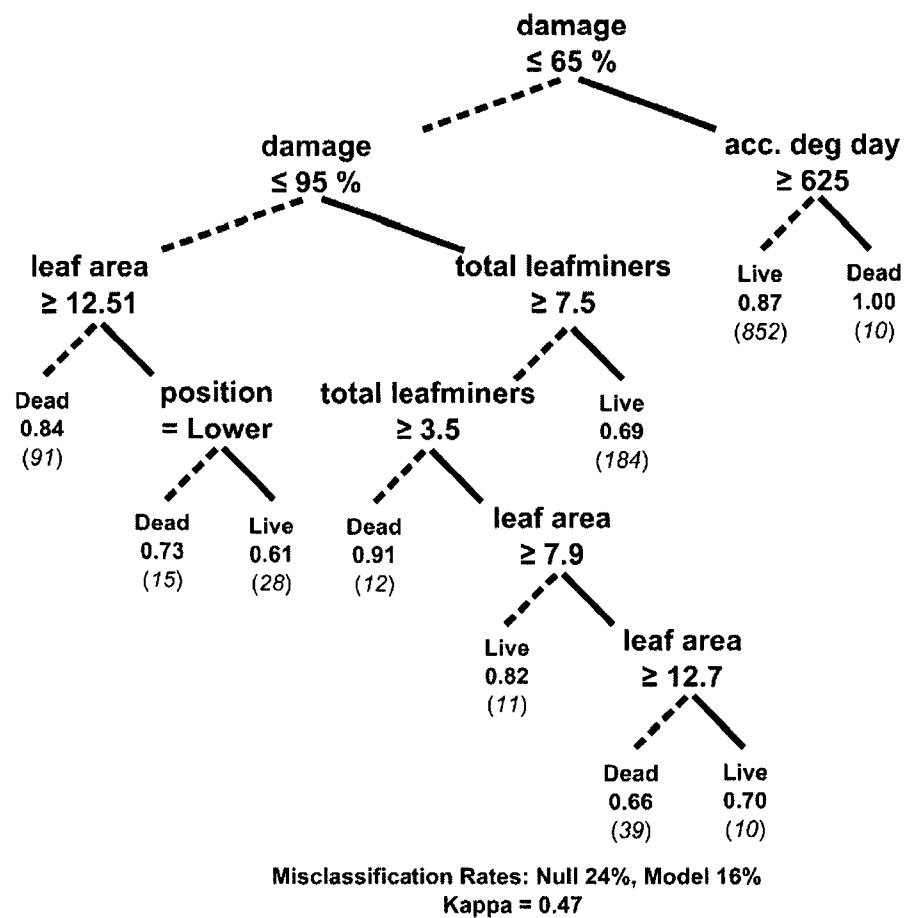 damage
≤ 65 %
damage
≤ 95 %
acc. deg day
≥ 625
leaf area
≥ 12.51
total leafminers
≥ 7.5
Live
0.87
(852)
Dead
1.00
(10)
Dead
0.84
(91)
position
= Lower
total leafminers
≥ 3.5
Live
0.69
(184)
Dead
0.73
(15)
Live
0.61
(28)
Dead
0.91
(12)
leaf area
≥ 7.9
Live
0.82
(11)
leaf area
≥ 12.7
Dead
0.66
(39)
Live
0.70
(10)
Misclassification Rates: Null 24%, Model 16%
Kappa = 0.47